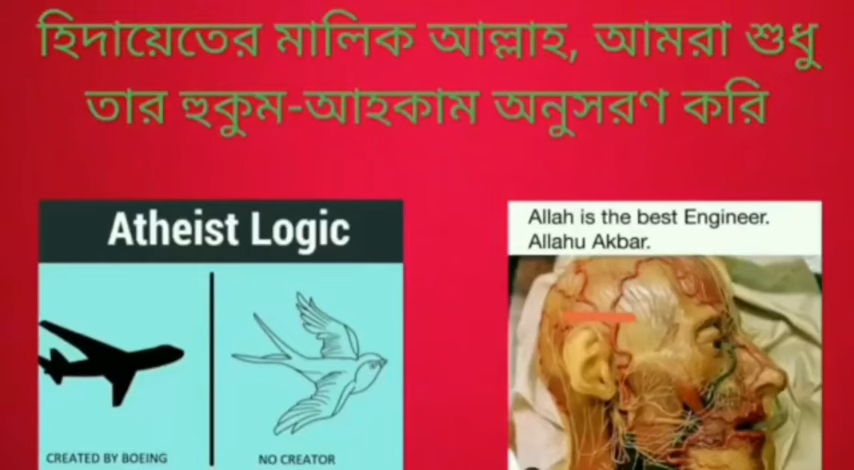 হিদায়েতের মালিক আল্লাহ, আমরা শুধু
তার হুকুম-আহকাম অনুসরণ করি
Atheist Logic
CREATED BY BOEING
NO CREATOR
Allah is the best Engineer.
Allahu Akbar.